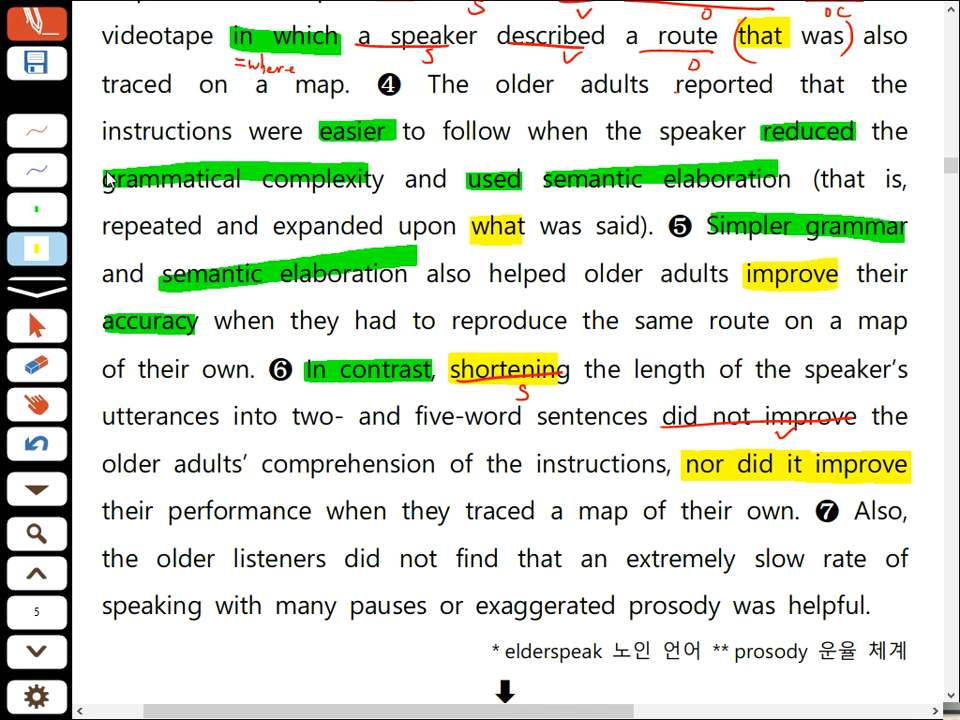 S V O OC
videotape in which a speaker described a route (that was) also
=where S V O
traced on a map. ❹ The older adults reported that the
instructions were easier to follow when the speaker reduced the
grammatical complexity and used semantic elaboration (that is,
repeated and expanded upon what was said). ❺ Simpler grammar
and semantic elaboration also helped older adults improve their
accuracy when they had to reproduce the same route on a map
of their own. ❻ In contrast, shortening the length of the speaker's
S
utterances into two- and five-word sentences did not improve the
V
older adults' comprehension of the instructions, nor did it improve
their performance when they traced a map of their own. ❼ Also,
the older listeners did not find that an extremely slow rate of
speaking with many pauses or exaggerated prosody was helpful.
* elderspeak 노인 언어 ** prosody 운율 체계
5